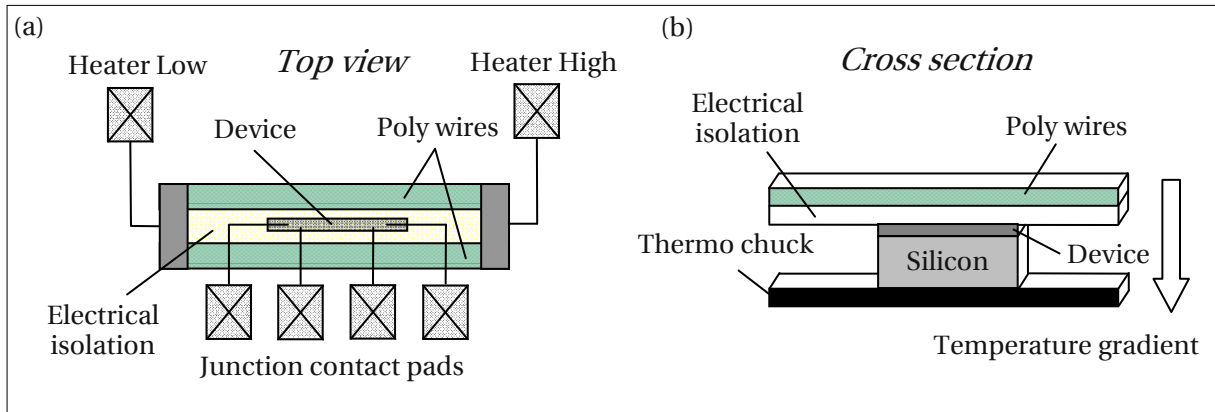 (a)
Top view
Heater Low
Heater High
Device
Poly wires
Electrical
isolation
Junction contact pads
(b)
Cross section
Electrical
isolation
Poly wires
Thermo chuck
Silicon
Device
Temperature gradient